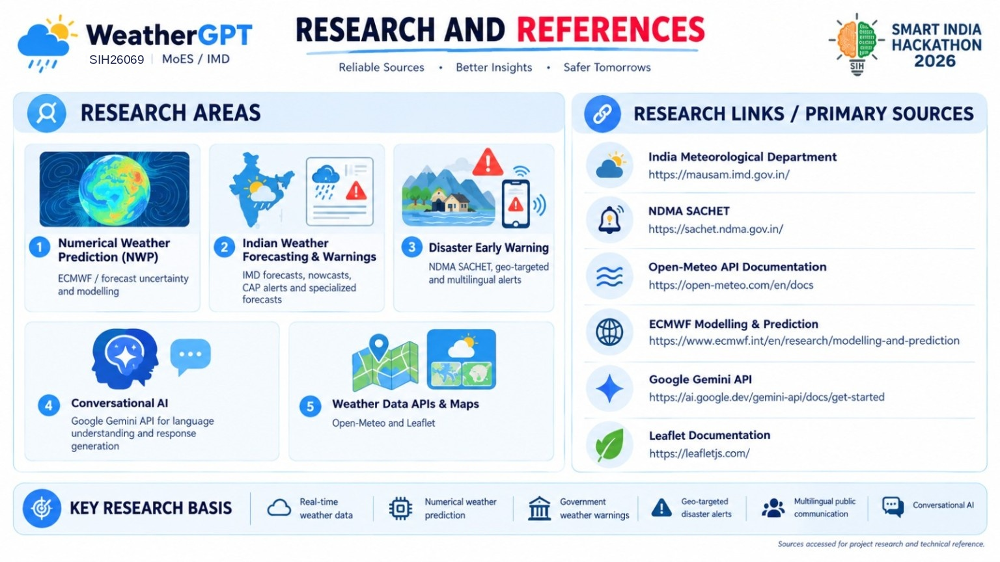 WeatherGPT
SIH26069 | MoES / IMD
RESEARCH AND REFERENCES
Reliable Sources • Better Insights • Safer Tomorrows
SIH
SMART INDIA
HACKATHON
2026
RESEARCH AREAS
1
Numerical Weather
Prediction (NWP)
ECMWF / forecast uncertainty
and modelling
2
Indian Weather
Forecasting & Warnings
IMD forecasts, nowcasts,
CAP alerts and specialized
forecasts
3
Disaster Early Warning
NDMA SACHET, geo-targeted
and multilingual alerts
4
Conversational AI
Google Gemini API for language
understanding and response
generation
5
Weather Data APIs & Maps
Open-Meteo and Leaflet
RESEARCH LINKS / PRIMARY SOURCES
India Meteorological Department
https://mausam.imd.gov.in/
NDMA SACHET
https://sachet.ndma.gov.in/
Open-Meteo API Documentation
https://open-meteo.com/en/docs
ECMWF Modelling & Prediction
https://www.ecmwf.int/en/research/modelling-and-prediction
Google Gemini API
https://ai.google.dev/gemini-api/docs/get-started
Leaflet Documentation
https://leafletjs.com/
KEY RESEARCH BASIS
Real-time
weather data
Numerical weather
prediction
Government
weather warnings
Geo-targeted
disaster alerts
Multilingual public
communication
Conversational AI
Sources accessed for project research and technical reference.